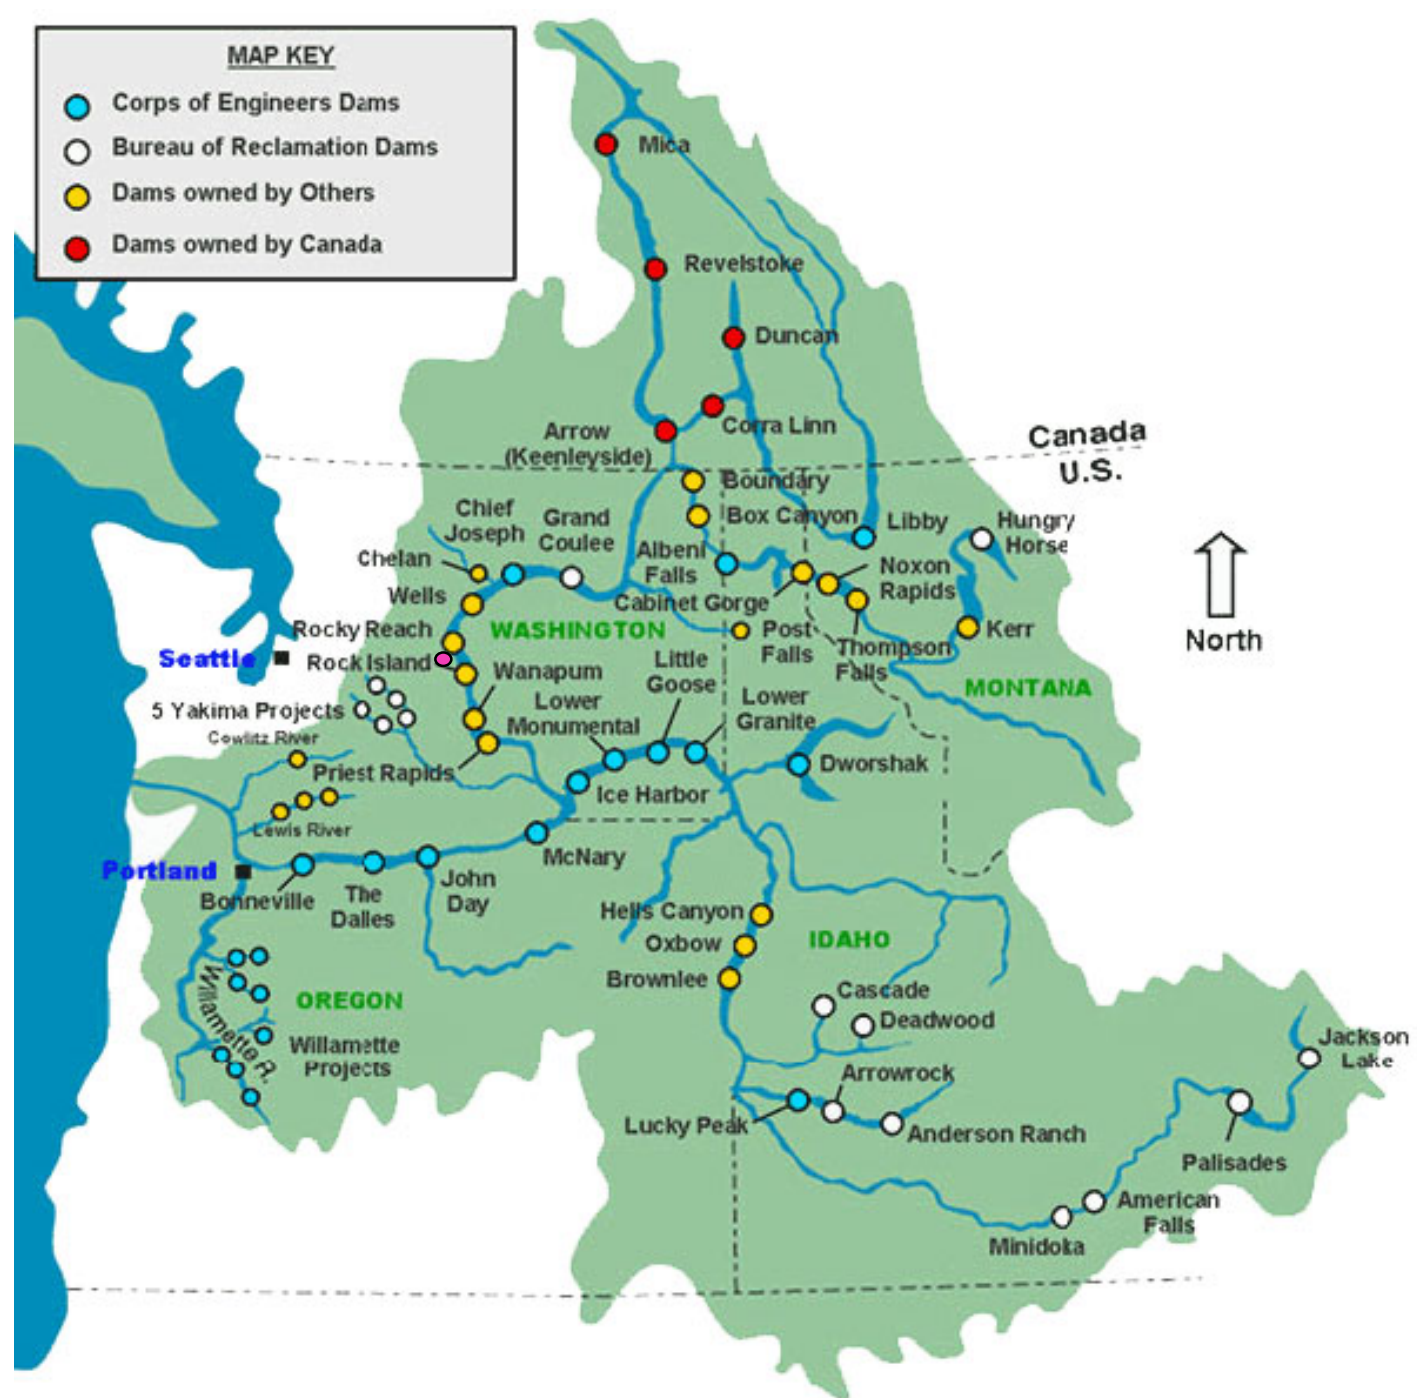 MAP KEY
Corps of Engineers Dams
Bureau of Reclamation Dams
Dams owned by Others
Dams owned by Canada
Mica
Revelstoke
Duncan
Corra Linn
Arrow
(Keenleyside)
Canada
U.S.
Boundary
Box Canyon
Libby
Hungry
Horse
Chief
Joseph
Grand
Coulee
Albeni
Falls
Noxon
Rapids
Chelan
Wells
Cabinet Gorge
Rocky Reach
WASHINGTON
Post
Falls
Thompson
Falls
Kerr
North
Seattle
Rock Island
Wanapum
Little
Goose
MONTANA
5 Yakima Projects
Lower
Monumental
Lower
Granite
Cowlitz River
Priest Rapids
Ice Harbor
Dworshak
Lewis River
McNary
Portland
Bonneville
The
Dalles
John
Day
Hells Canyon
Oxbow
IDAHO
Brownlee
Cascade
Deadwood
OREGON
Willamette R.
Willamette
Projects
Jackson
Lake
Arrowrock
Lucky Peak
Anderson Ranch
Palisades
American
Falls
Minidoka